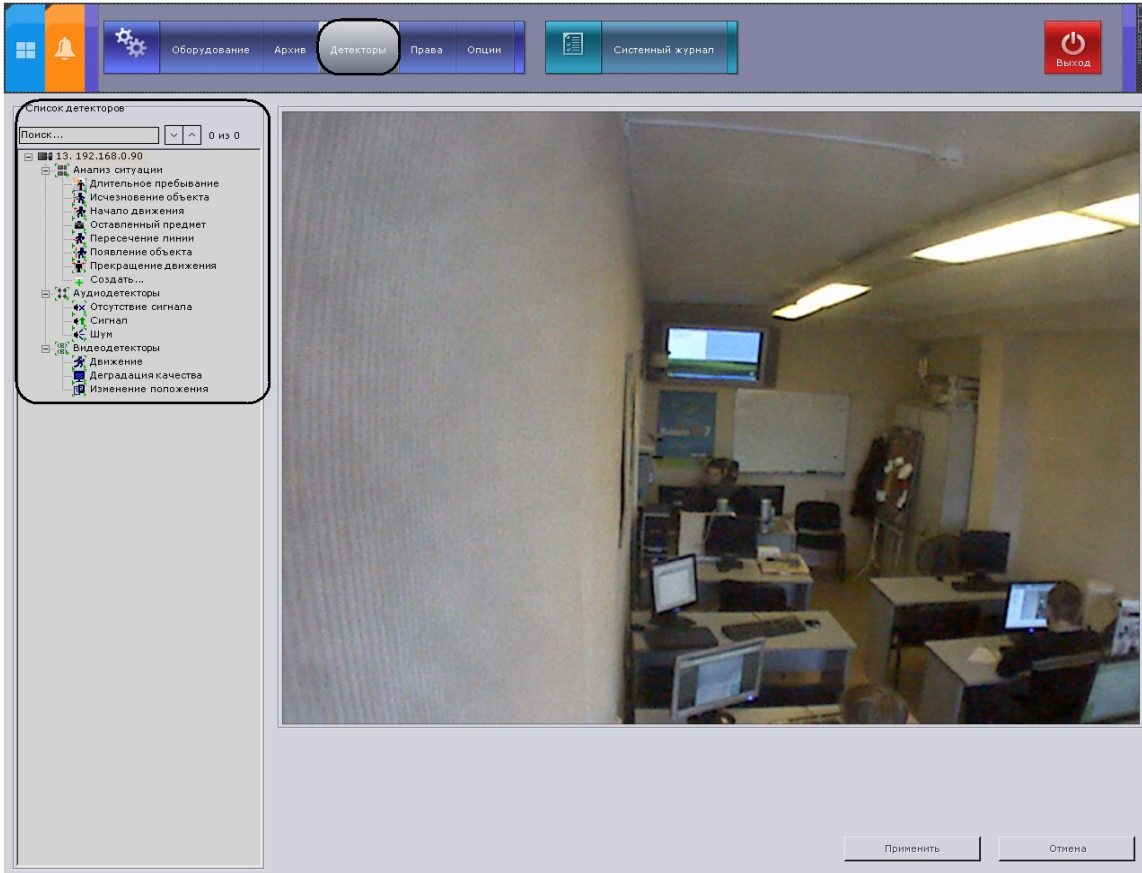 Оборудование
Архив
Детекторы
Права
Опции
Системный журнал
Выход
Список детекторов
Поиск...
0 из 0
13. 192.168.0.90
Анализ ситуации
Длительное пребывание
Исчезновение объекта
Начало движения
Оставленный предмет
Пересечение линии
Появление объекта
Прекращение движения
Создать...
Аудиодетекторы
Отсутствие сигнала
Сигнал
Шум
Видеодетекторы
Движение
Деградация качества
Изменение положения
Применить
Отмена